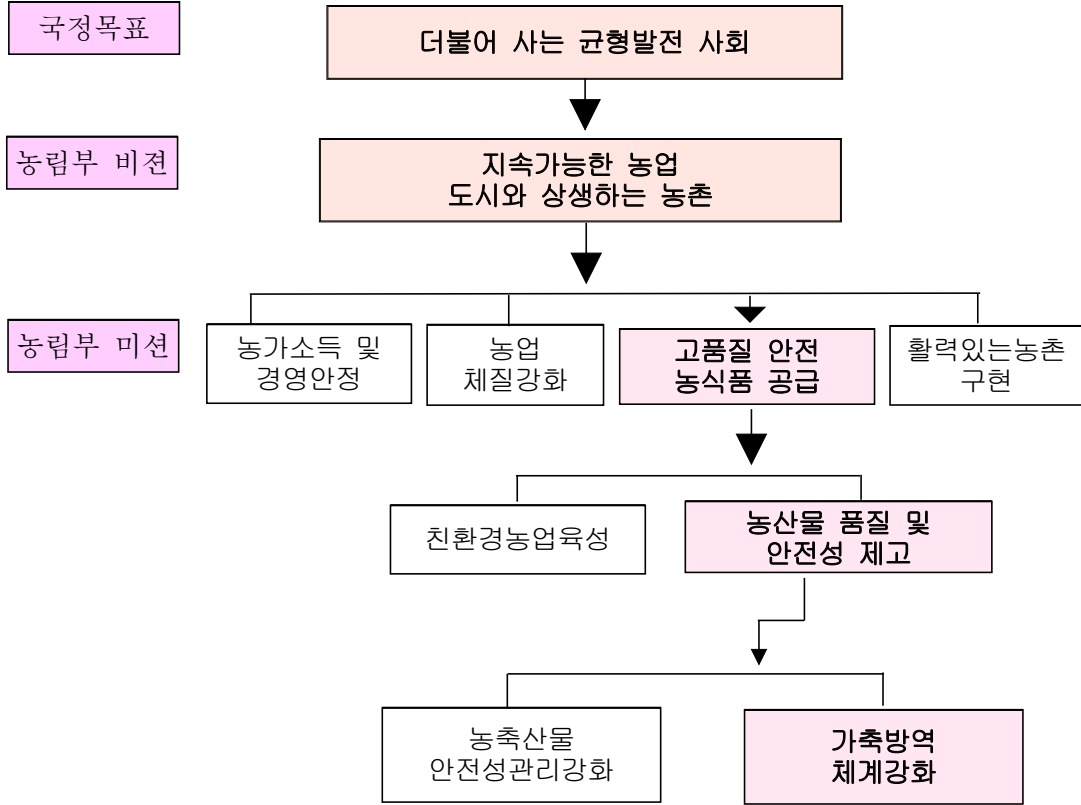 국정목표
더불어 사는 균형발전 사회
농림부 비젼
지속가능한 농업
도시와 상생하는 농촌
농림부 미션
농가소득 및
경영안정
농업
체질강화
고품질 안전
농식품 공급
활력있는농촌
구현
친환경농업육성
농산물 품질 및
안전성 제고
농축산물
안전성관리강화
가축방역
체계강화